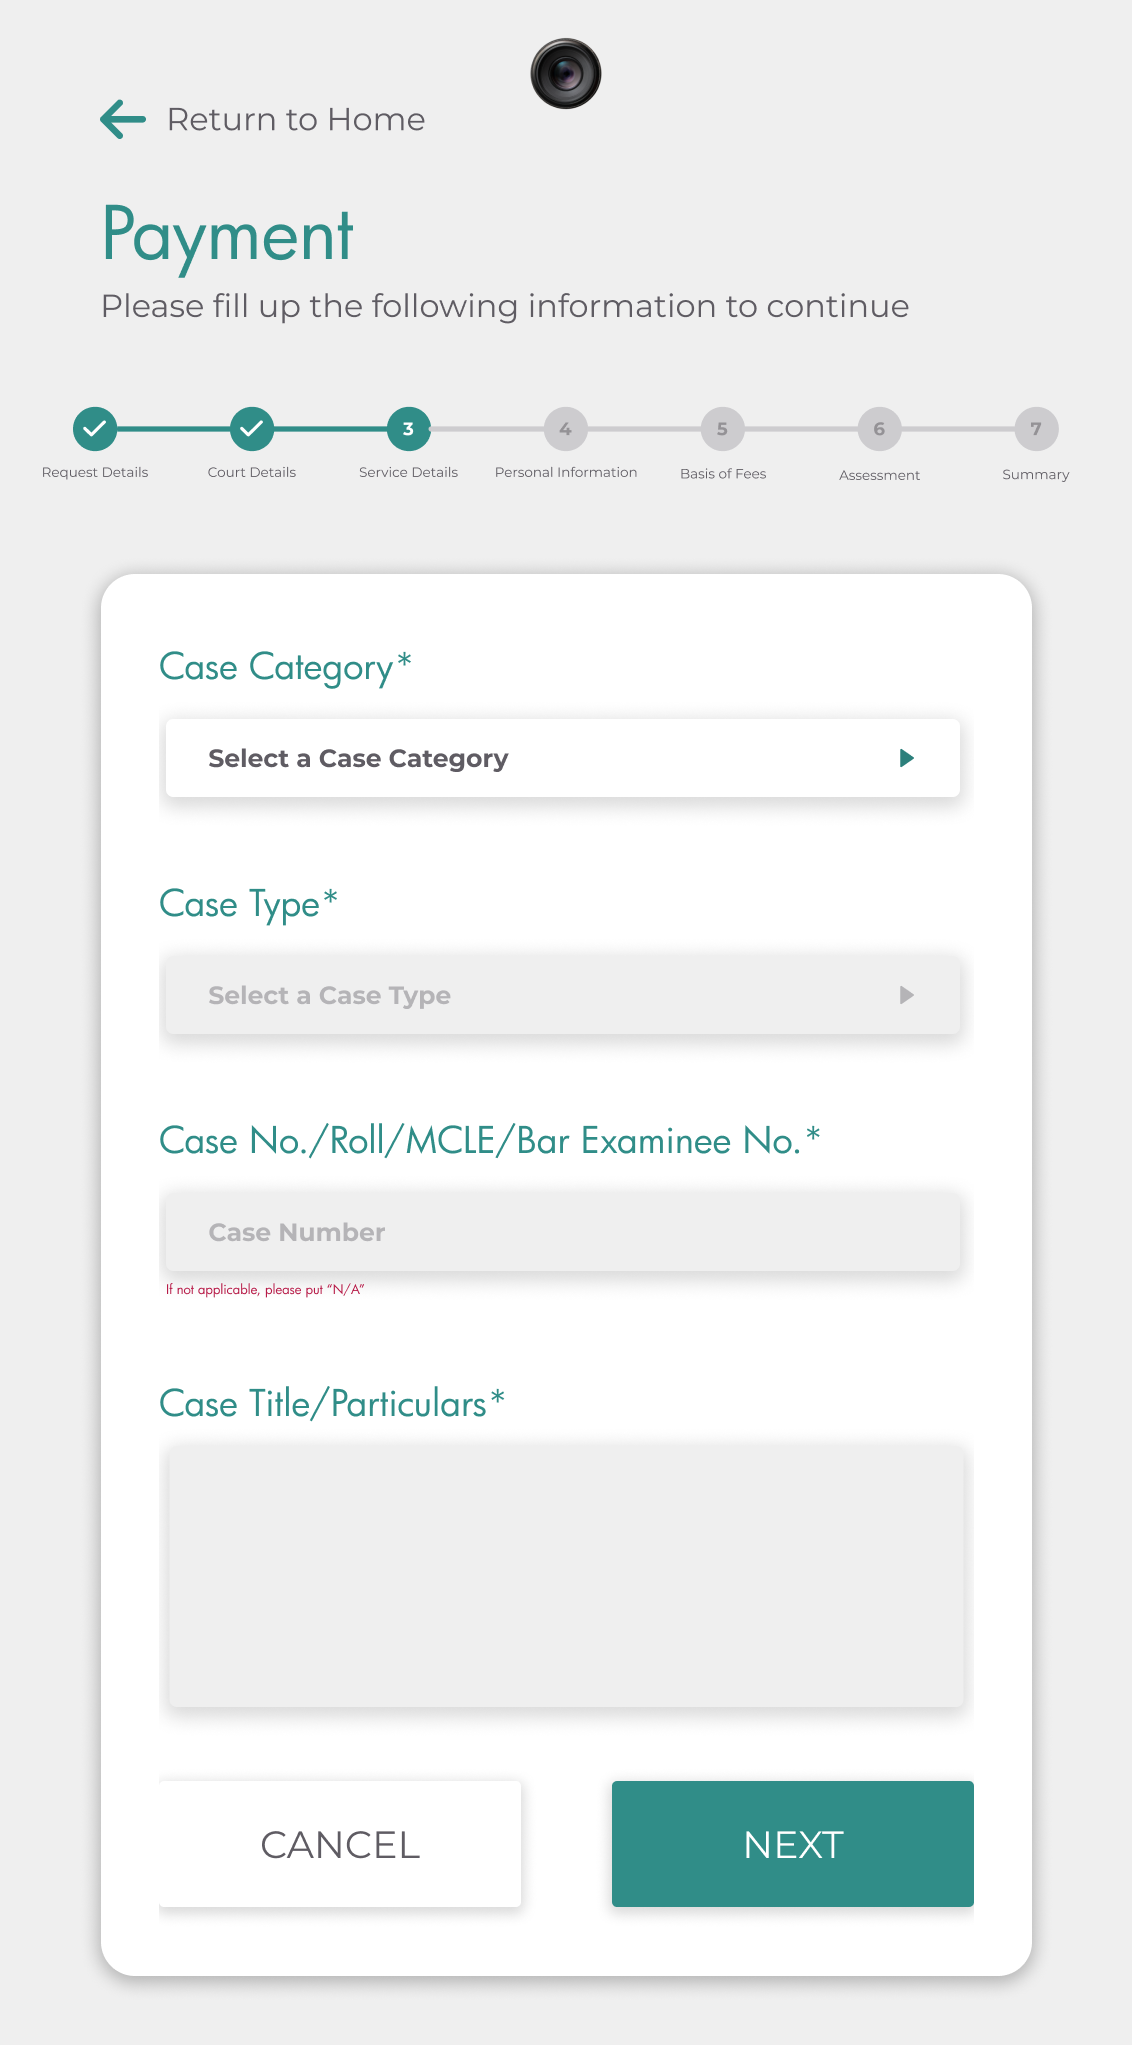 Return to Home
Payment
Please fill up the following information to continue
3 4 5 6 7
Request Details Court Details Service Details Personal Information Basis of Fees Assessment Summary
Case Category*
Select a Case Category
Case Type*
Select a Case Type
Case No./Roll/MCLE/Bar Examinee No.*
Case Number
If not applicable, please put “N/A”
Case Title/Particulars*
CANCEL NEXT